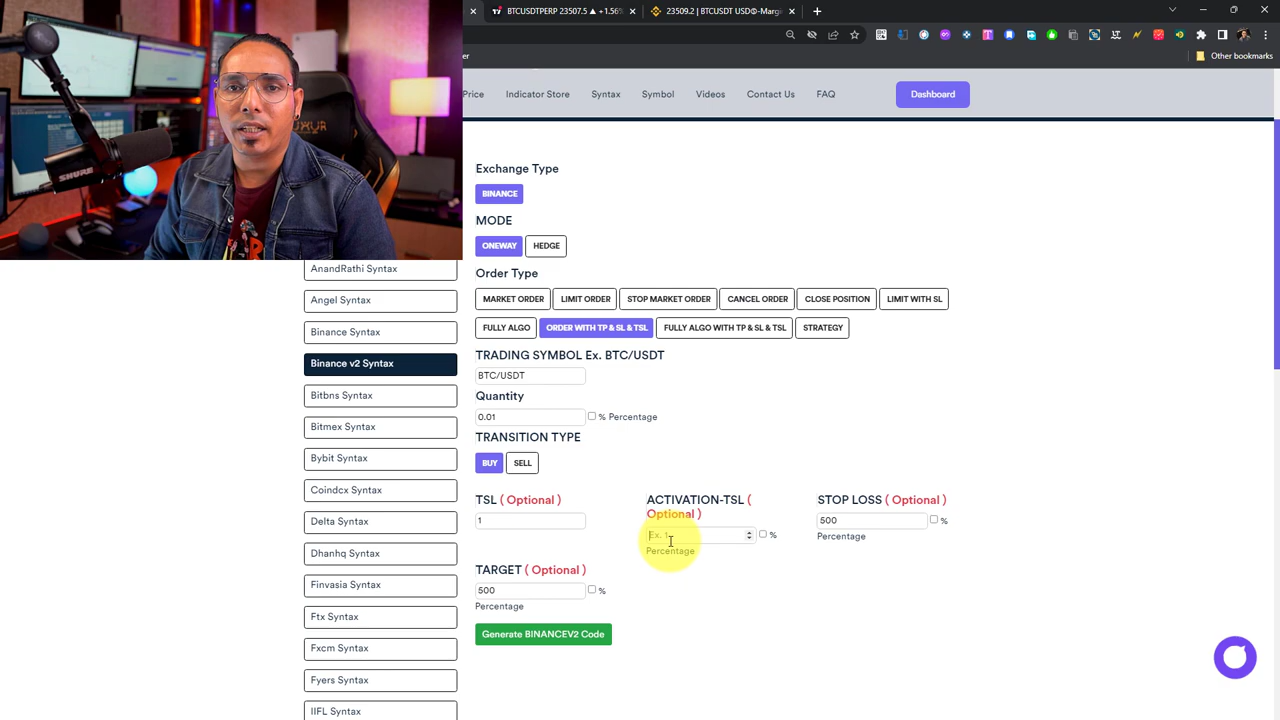 BTCUSDTPERP 23507.5 ▲ +1.56%
23509.2 | BTCUSDT USDⓈ-Marg
Other bookmarks
Price
Indicator Store
Syntax
Symbol
Videos
Contact Us
FAQ
Dashboard
SHURE
Exchange Type
BINANCE
MODE
ONEWAY
HEDGE
Order Type
MARKET ORDER
LIMIT ORDER
STOP MARKET ORDER
CANCEL ORDER
CLOSE POSITION
LIMIT WITH SL
FULLY ALGO
ORDER WITH TP & SL & TSL
FULLY ALGO WITH TP & SL & TSL
STRATEGY
TRADING SYMBOL Ex. BTC/USDT
BTC/USDT
Quantity
0.01
% Percentage
TRANSITION TYPE
BUY
SELL
TSL ( Optional )
1
ACTIVATION-TSL (
Optional )
Ex. 1
%
Percentage
STOP LOSS ( Optional )
500
%
Percentage
TARGET ( Optional )
500
%
Percentage
Generate BINANCEV2 Code
AnandRathi Syntax
Angel Syntax
Binance Syntax
Binance v2 Syntax
Bitbns Syntax
Bitmex Syntax
Bybit Syntax
Coindcx Syntax
Delta Syntax
Dhanhq Syntax
Finvasia Syntax
Ftx Syntax
Fxcm Syntax
Fyers Syntax
IIFL Syntax